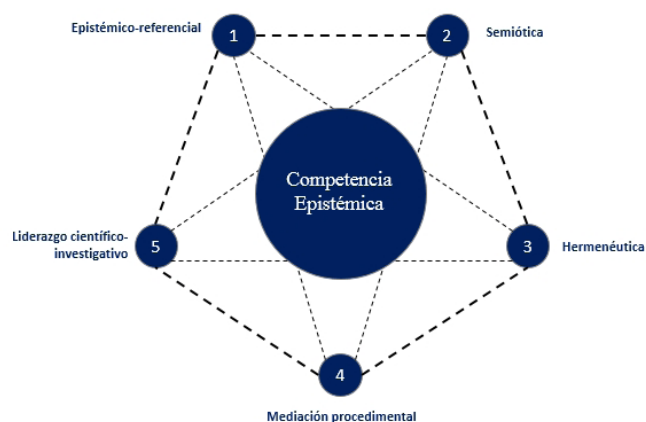 Epistémico-referencial
1
2
Semiótica
Competencia
Epistémica
Liderazgo científico-
investigativo
5
3
Hermenéutica
4
Mediación procedimental